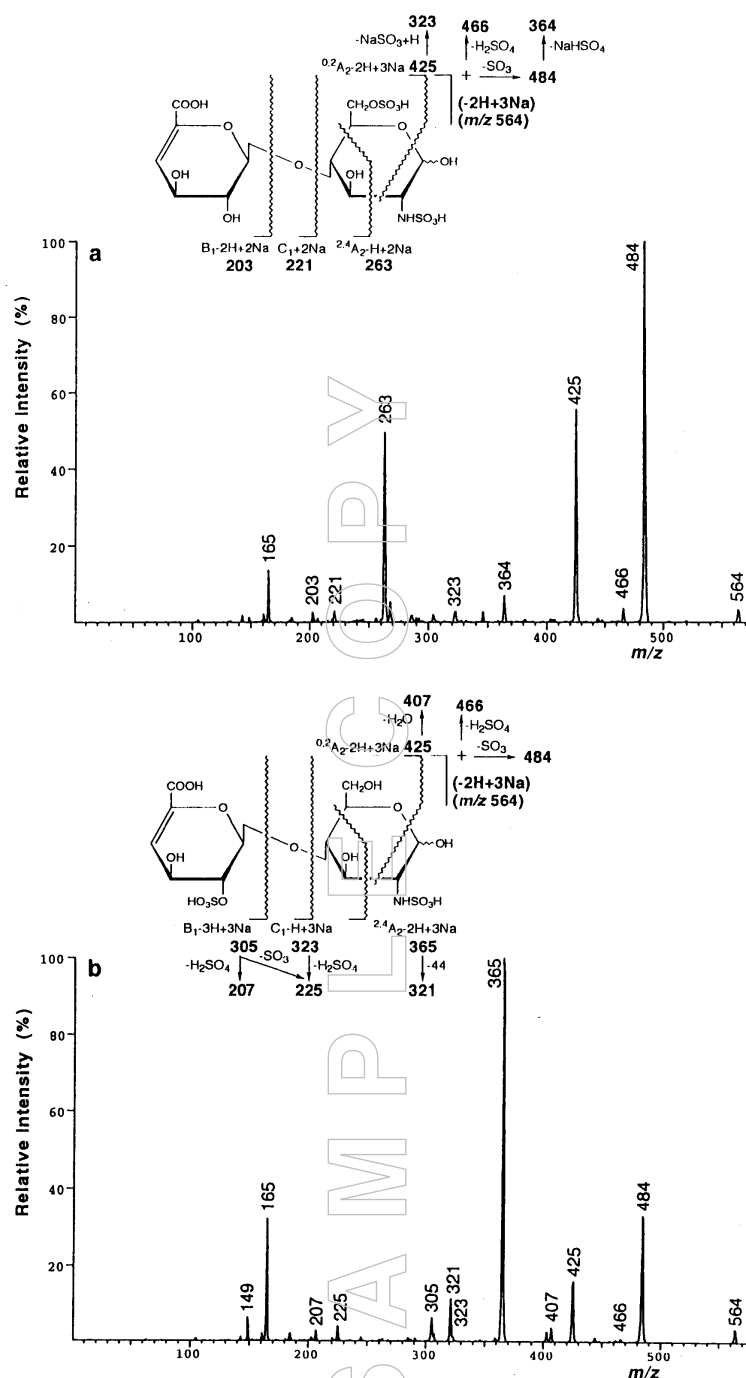 323 466 364
-NaSO₃+H -H₂SO₄ -NaHSO₄
⁰·²A₂-2H+3Na 425 + -SO₃ 484
(-2H+3Na)
(m/z 564)
COOH O CH₂OSO₃H O
OH O OH OH
OH NHSO₃H
B₁-2H+2Na C₁+2Na ²·⁴A₂-H+2Na
203 221 263
a
Relative Intensity (%)
100
80
60
40
20
165
203
221
263
323
364
425
466
484
564
100 200 300 400 500
m/z
407 466
-H₂O -H₂SO₄
⁰·²A₂-2H+3Na 425 + -SO₃ 484
(-2H+3Na)
(m/z 564)
COOH O CH₂OH O
OH O OH OH
HO₃SO NHSO₃H
B₁-3H+3Na C₁-H+3Na ²·⁴A₂-2H+3Na
305 323 365
-H₂SO₄ -SO₃ -H₂SO₄ -44
207 225 321
b
Relative Intensity (%)
100
80
60
40
20
149
165
207
225
305
321
323
365
407
425
466
484
564
100 200 300 400 500
m/z
SAMPLE COPY